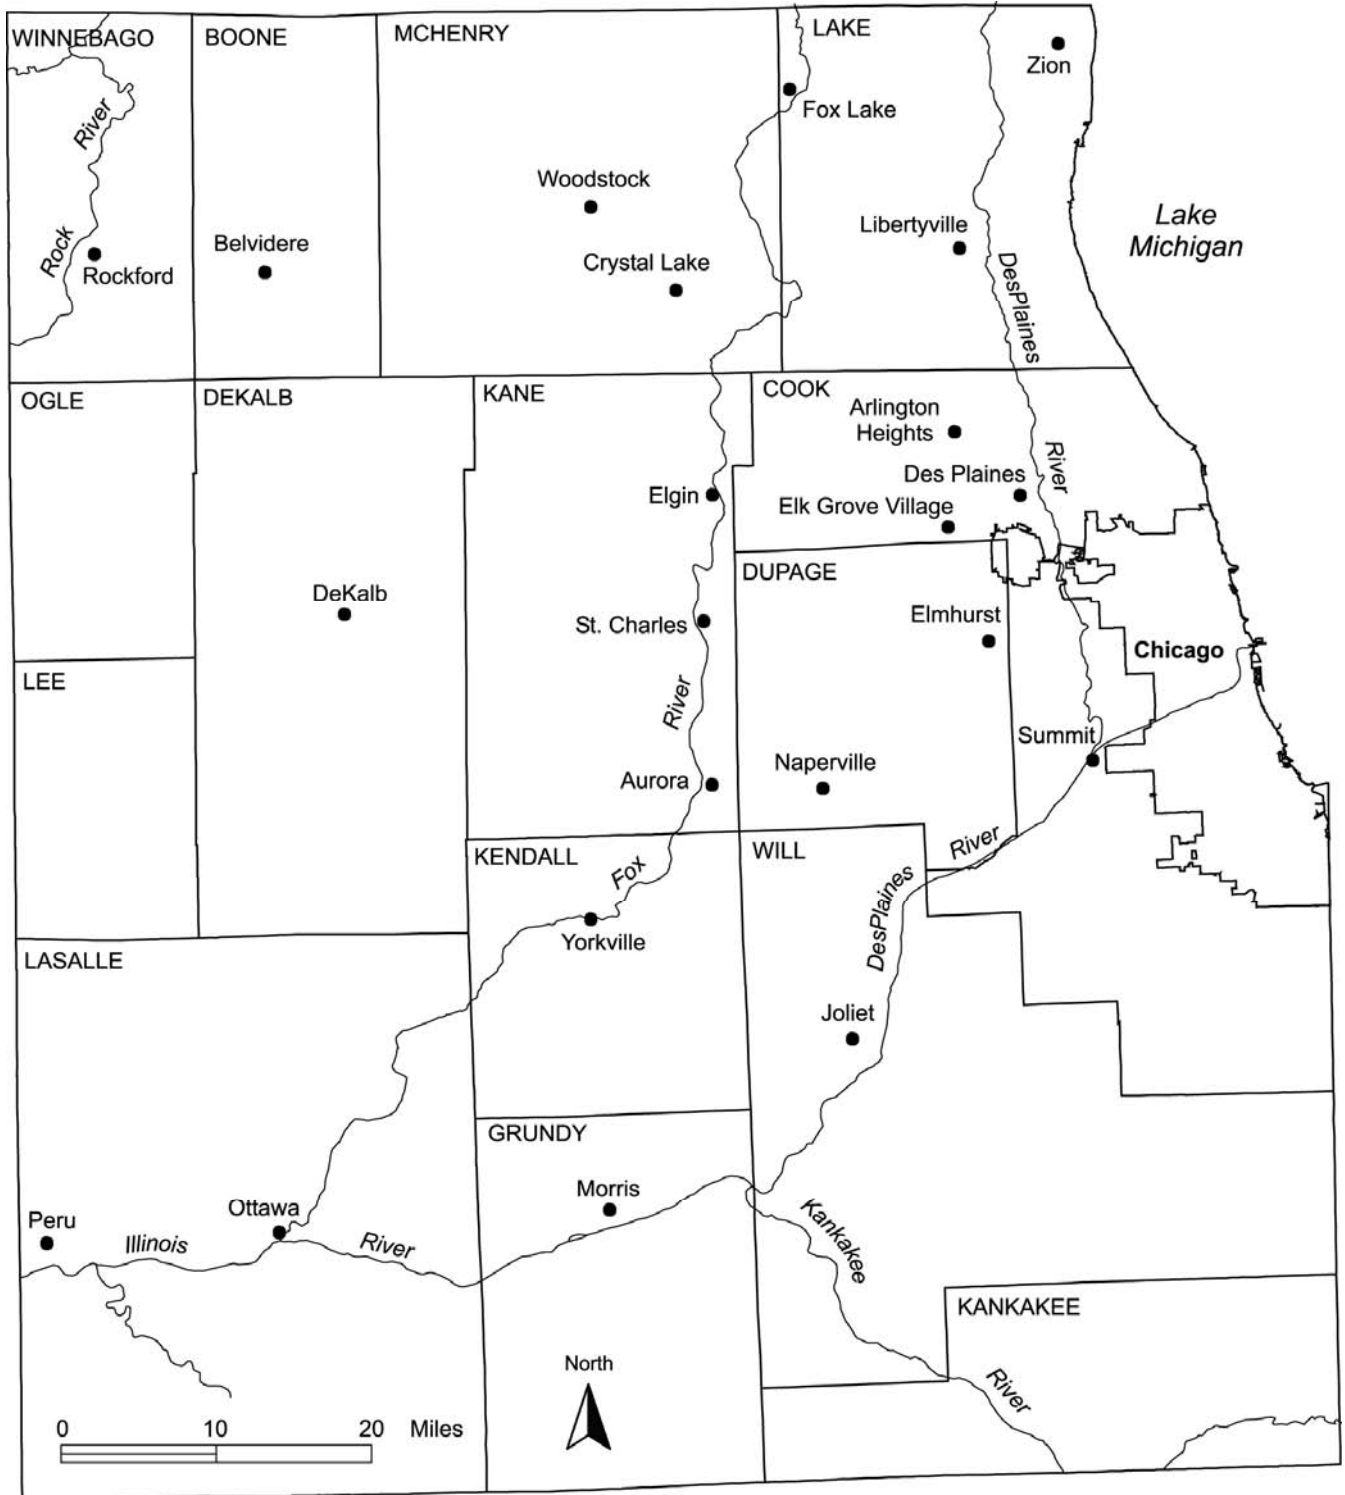 WINNEBAGO
BOONE
MCHENRY
LAKE
Zion
Fox Lake
River
Rock
Woodstock
Lake
Michigan
Libertyville
Belvidere
Rockford
Crystal Lake
DesPlaines
OGLE
DEKALB
KANE
COOK
Arlington
Heights
River
Des Plaines
Elgin
Elk Grove Village
DUPAGE
DeKalb
Elmhurst
St. Charles
Chicago
LEE
River
Summit
Aurora
Naperville
KENDALL
Fox
WILL
River
DesPlaines
Yorkville
LASALLE
Joliet
GRUNDY
Morris
Ottawa
Peru
Illinois
River
Kankakee
KANKAKEE
North
River
0
10
20
Miles